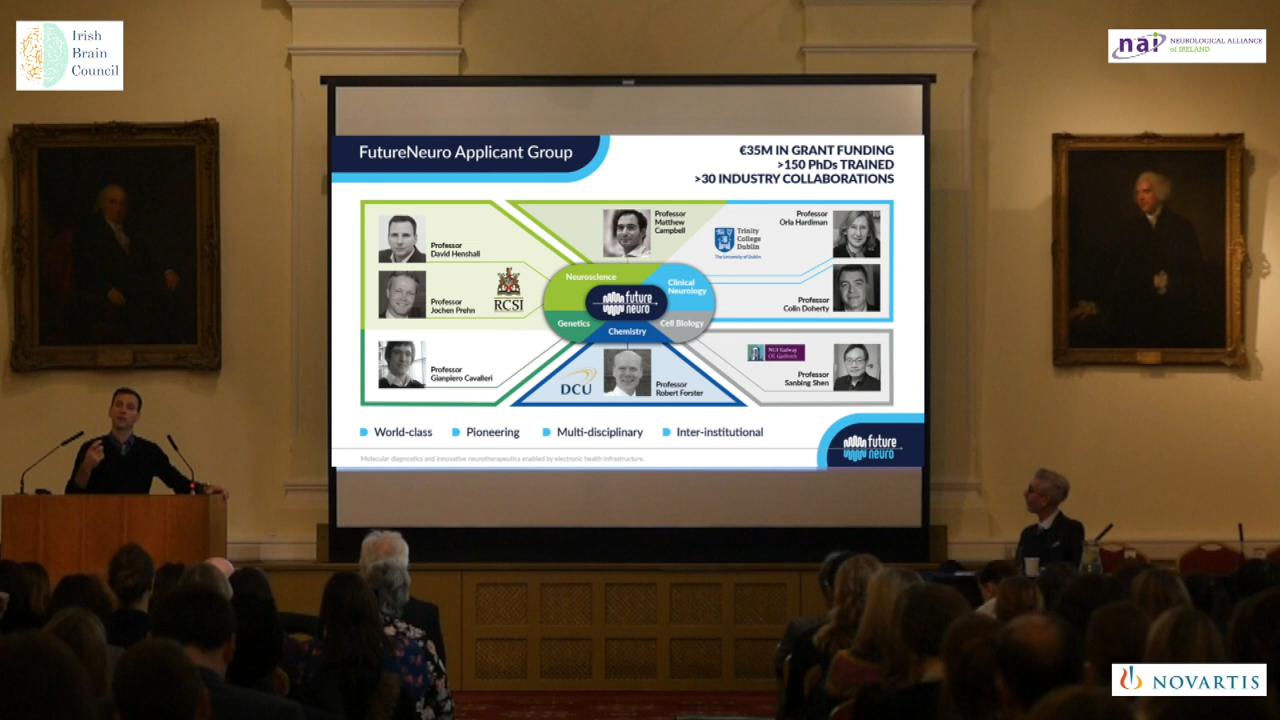 Irish
Brain
Council
nai NEUROLOGICAL ALLIANCE
of IRELAND
FutureNeuro Applicant Group
€35M IN GRANT FUNDING
>150 PhDs TRAINED
>30 INDUSTRY COLLABORATIONS
Professor
David Henshall
Professor
Jochen Prehn
RCSI
Professor
Gianpiero Cavalleri
Professor
Matthew
Campbell
Trinity
College
Dublin
The University of Dublin
Professor
Orla Hardiman
Professor
Colin Doherty
Neuroscience
Clinical
Neurology
future
neuro
Genetics
Chemistry
Cell Biology
DCU
Professor
Robert Forster
NUI Galway
OÉ Gaillimh
Professor
Sanbing Shen
World-class
Pioneering
Multi-disciplinary
Inter-institutional
future
neuro
Molecular diagnostics and innovative neurotherapeutics enabled by electronic health infrastructure.
NOVARTIS